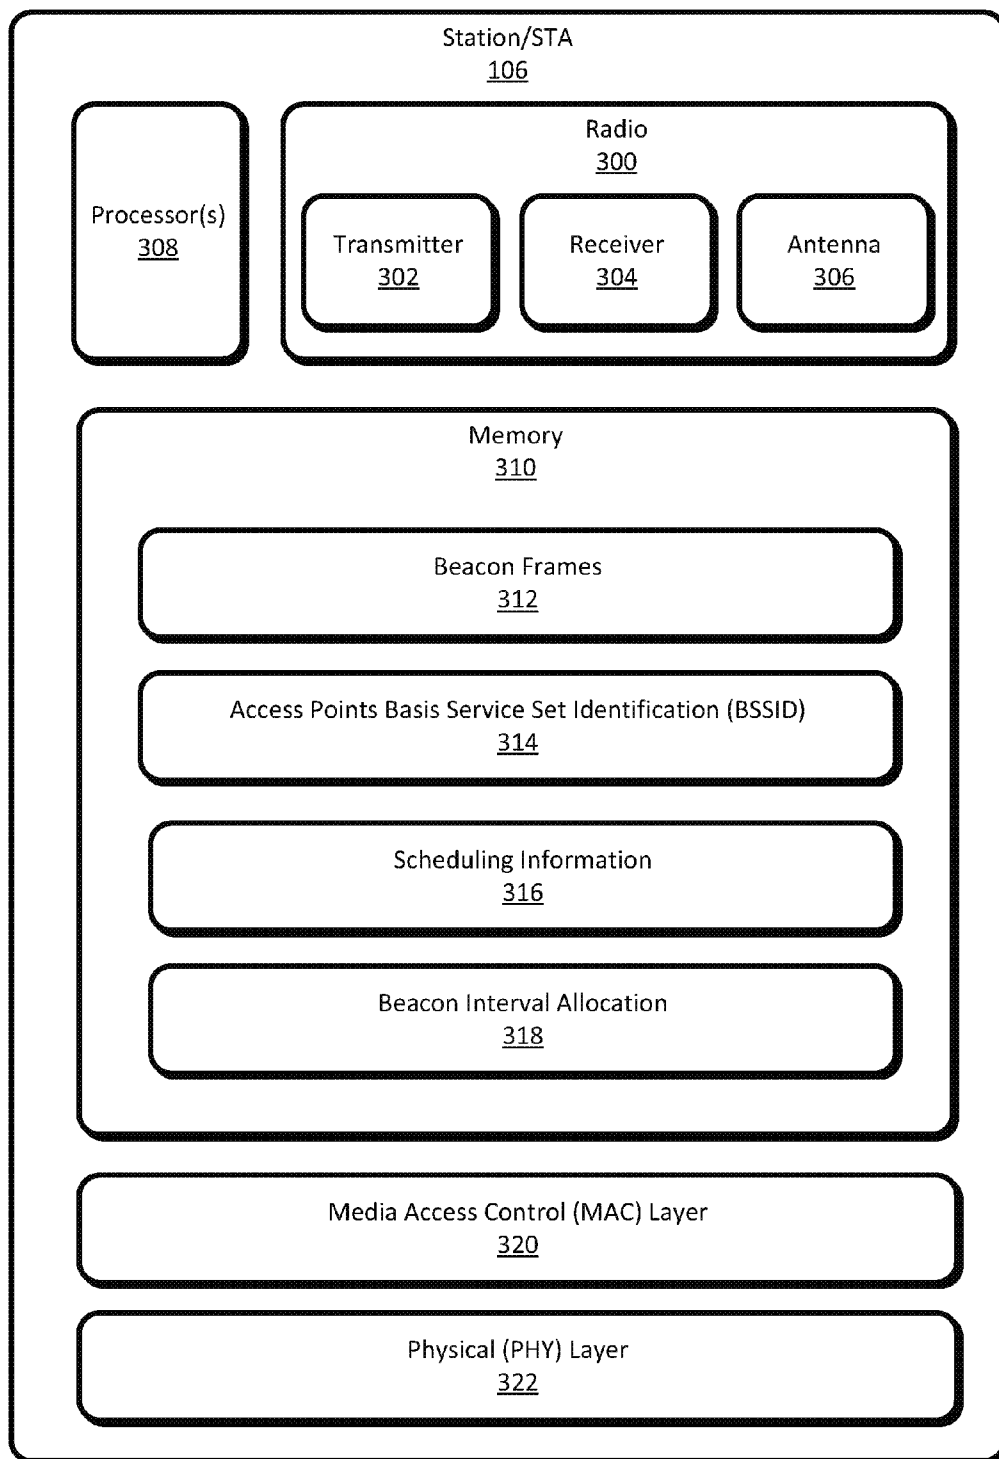 Station/STA
106
Processor(s)
308
Radio
300
Transmitter
302
Receiver
304
Antenna
306
Memory
310
Beacon Frames
312
Access Points Basis Service Set Identification (BSSID)
314
Scheduling Information
316
Beacon Interval Allocation
318
Media Access Control (MAC) Layer
320
Physical (PHY) Layer
322